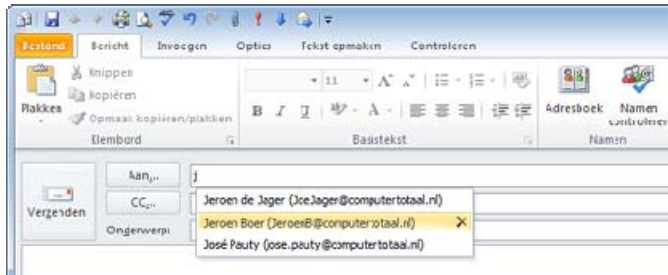 Bestand Bericht Invoegen Opties Tekst opmaken Controleren
Plakken
Knippen
Kopiëren
Opmaak kopiëren/plakken
Klembord
11
B I U
A
Basistekst
Adresboek
Namen controleren
Namen
Verzenden
Aan...
j
CC...
Onderwerp:
Jeroen de Jager (JoeJager@computertotaal.nl)
Jeroen Boer (JeroenB@computertotaal.nl)
José Pauty (jose.pauty@computertotaal.nl)